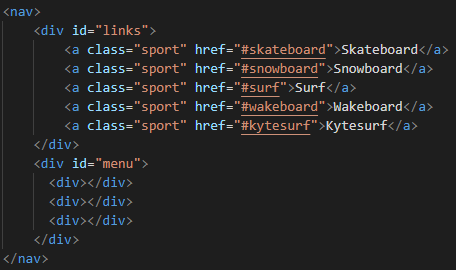 <nav>
<div id="links">
<a class="sport" href="#skateboard">Skateboard</a>
<a class="sport" href="#snowboard">Snowboard</a>
<a class="sport" href="#surf">Surf</a>
<a class="sport" href="#wakeboard">Wakeboard</a>
<a class="sport" href="#kytesurf">Kytesurf</a>
</div>
<div id="menu">
<div></div>
<div></div>
<div></div>
</div>
</nav>